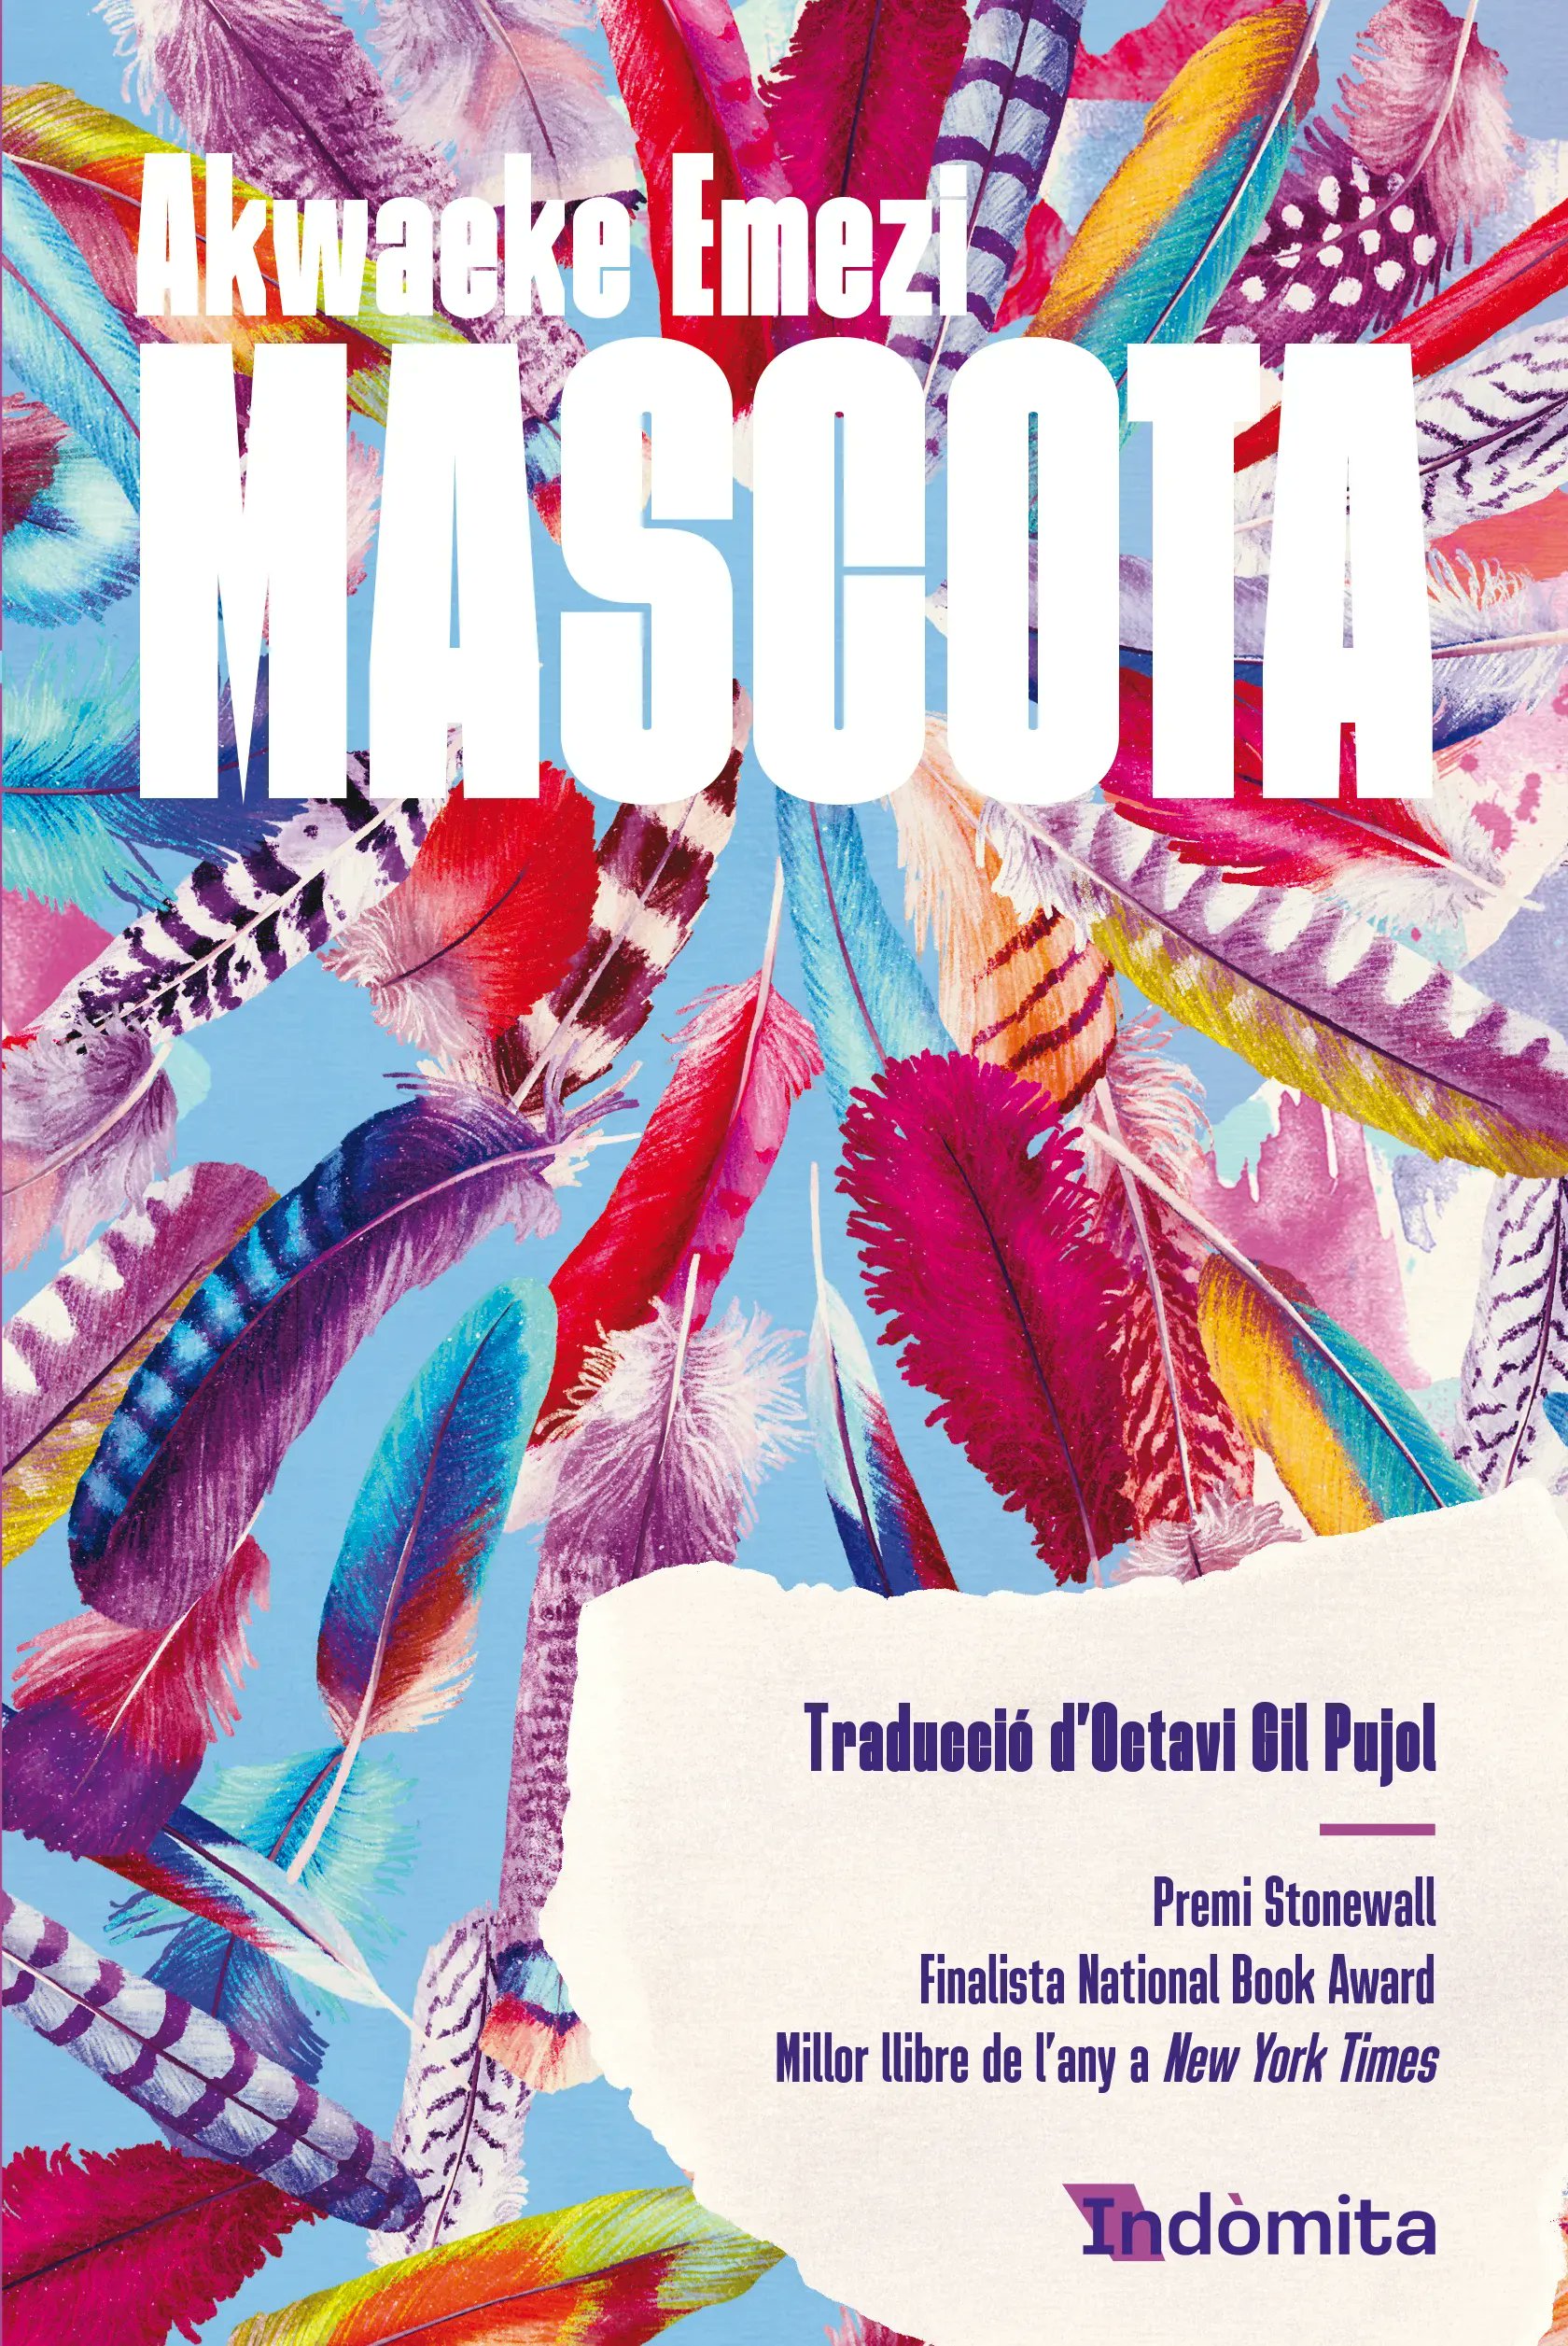 Akwaeke Emezi
MASCOTA
Traducció d'Octavi Gil Pujol
Premi Stonewall
Finalista National Book Award
Millor llibre de l'any a New York Times
Indòmita